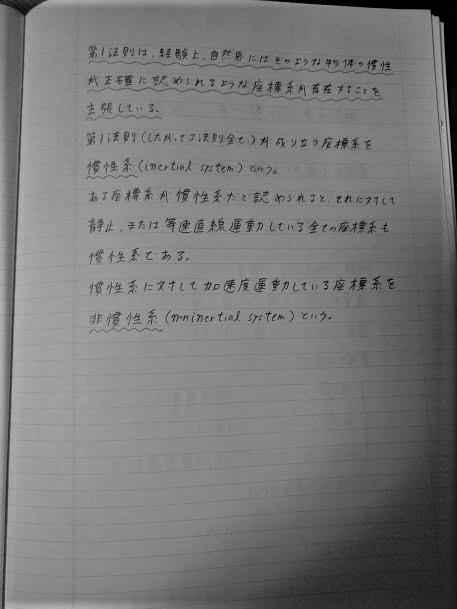 第1法則は、経験上、自然界にはそのような物体の慣性
が正確に認められるような座標系が存在することを
主張している。
第1法則(したがって3法則全て)が成り立つ座標系を
慣性系(inertial system)という。
ある座標系が慣性系だと認められると、それに対して
静止、または等速直線運動している全ての座標系も
慣性系である。
慣性系に対して加速度運動している座標系を
非慣性系(noninertial system)という。